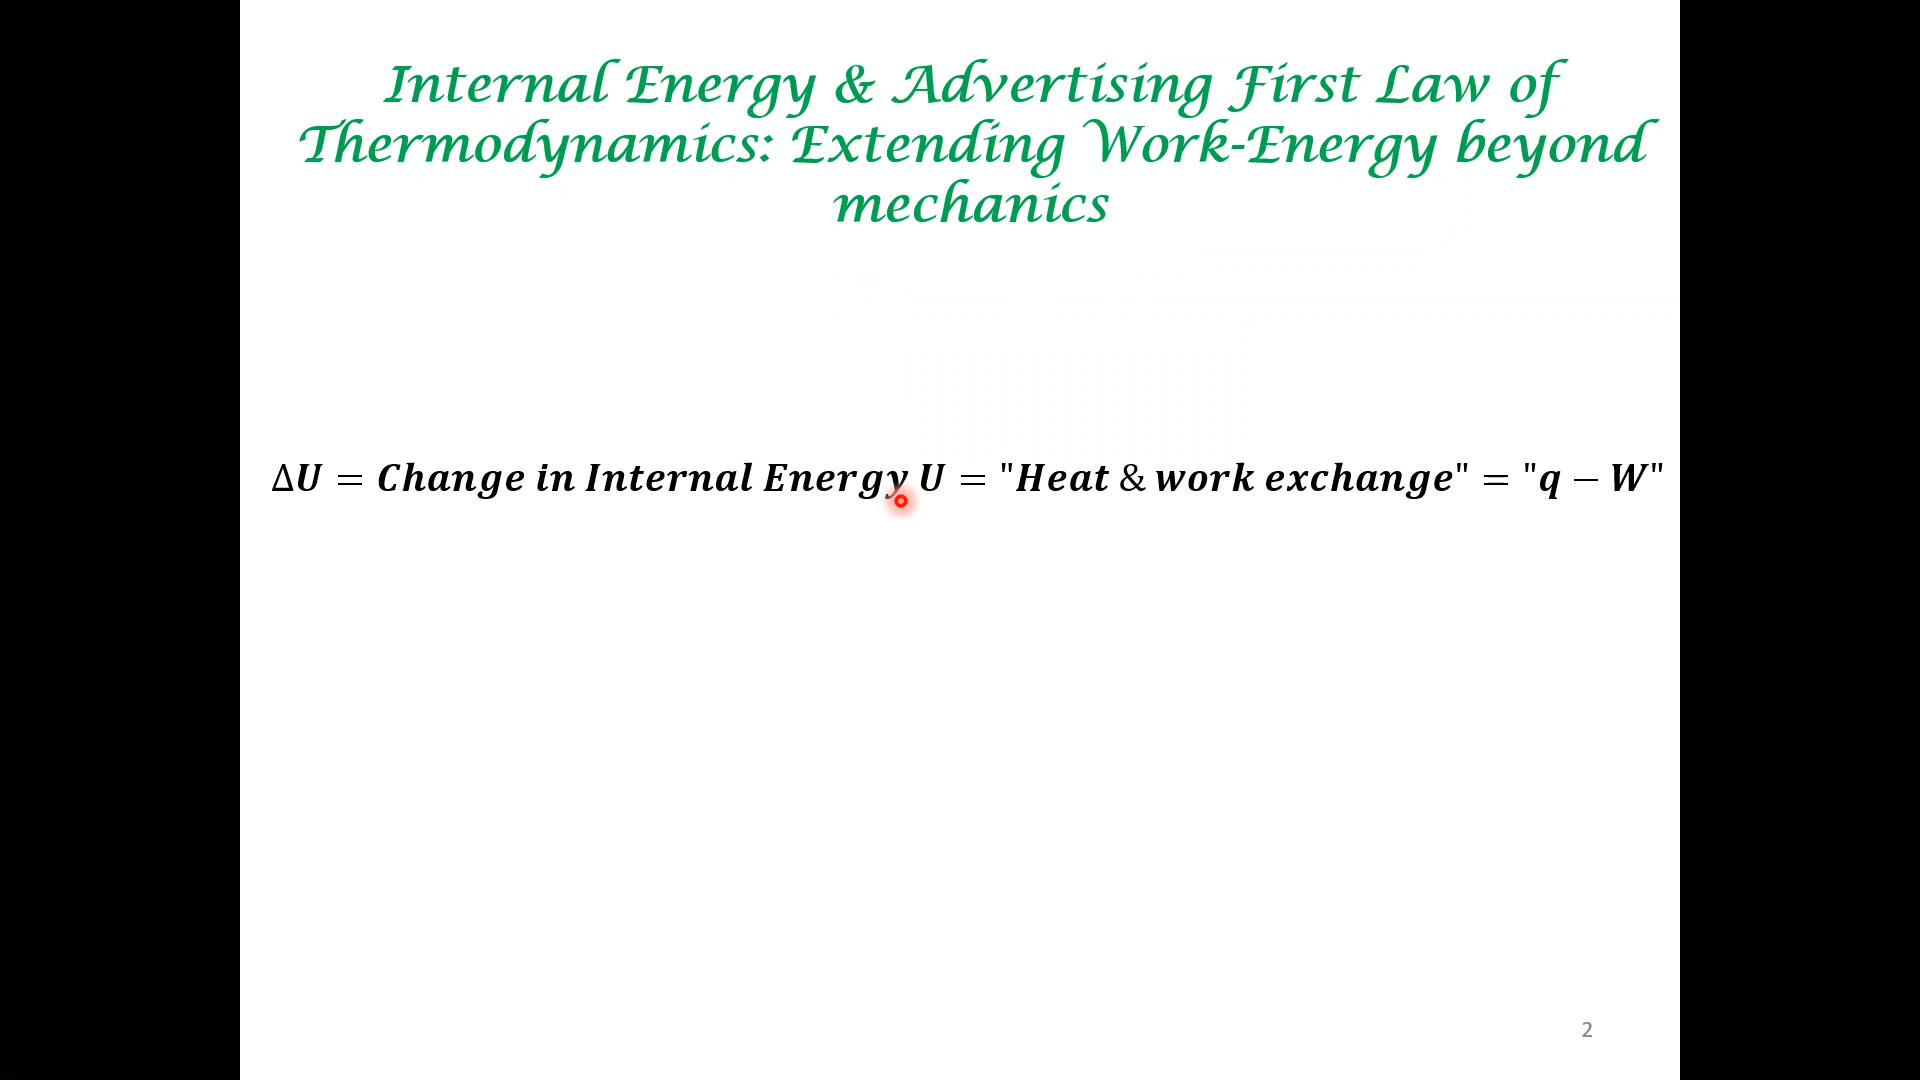 Internal Energy & Advertising First Law of
Thermodynamics: Extending Work-Energy beyond
mechanics
ΔU = Change in Internal Energy U = "Heat & work exchange" = "q − W"
2